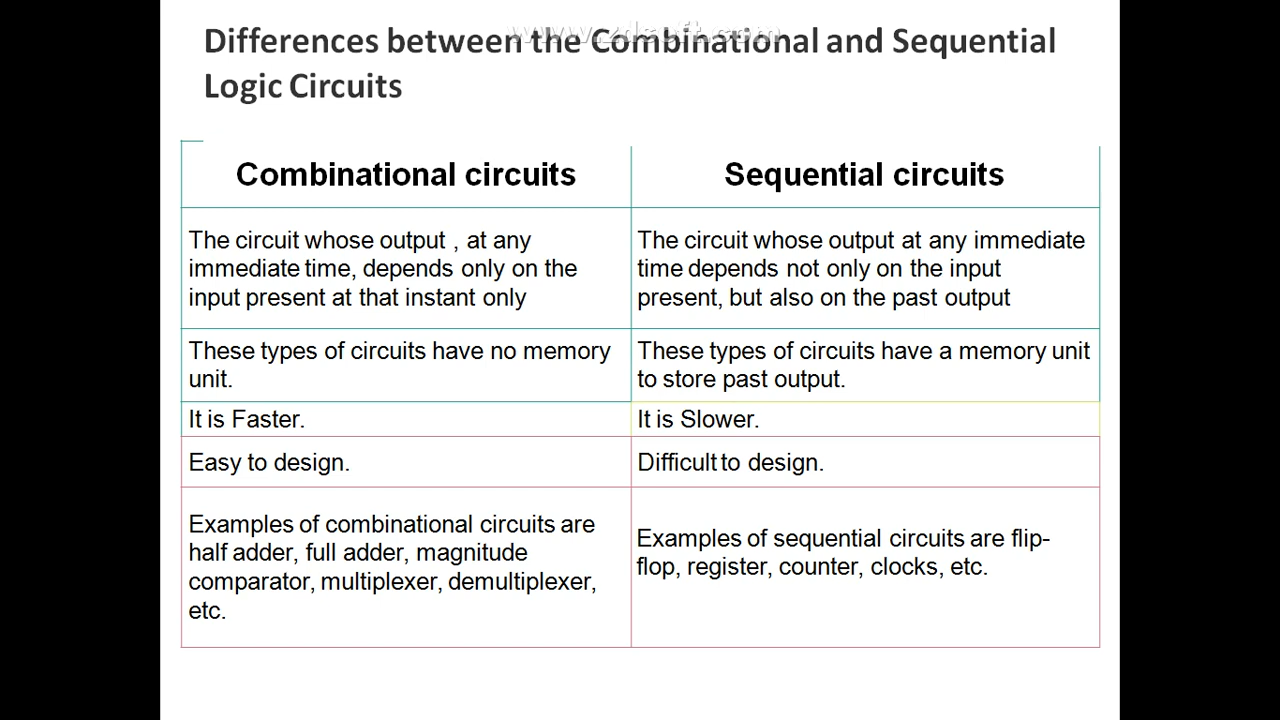 www.zdsoft.com
Differences between the Combinational and Sequential
Logic Circuits
Combinational circuits
Sequential circuits
The circuit whose output , at any
immediate time, depends only on the
input present at that instant only
The circuit whose output at any immediate
time depends not only on the input
present, but also on the past output
These types of circuits have no memory
unit.
These types of circuits have a memory unit
to store past output.
It is Faster.
It is Slower.
Easy to design.
Difficult to design.
Examples of combinational circuits are
half adder, full adder, magnitude
comparator, multiplexer, demultiplexer,
etc.
Examples of sequential circuits are flip-
flop, register, counter, clocks, etc.